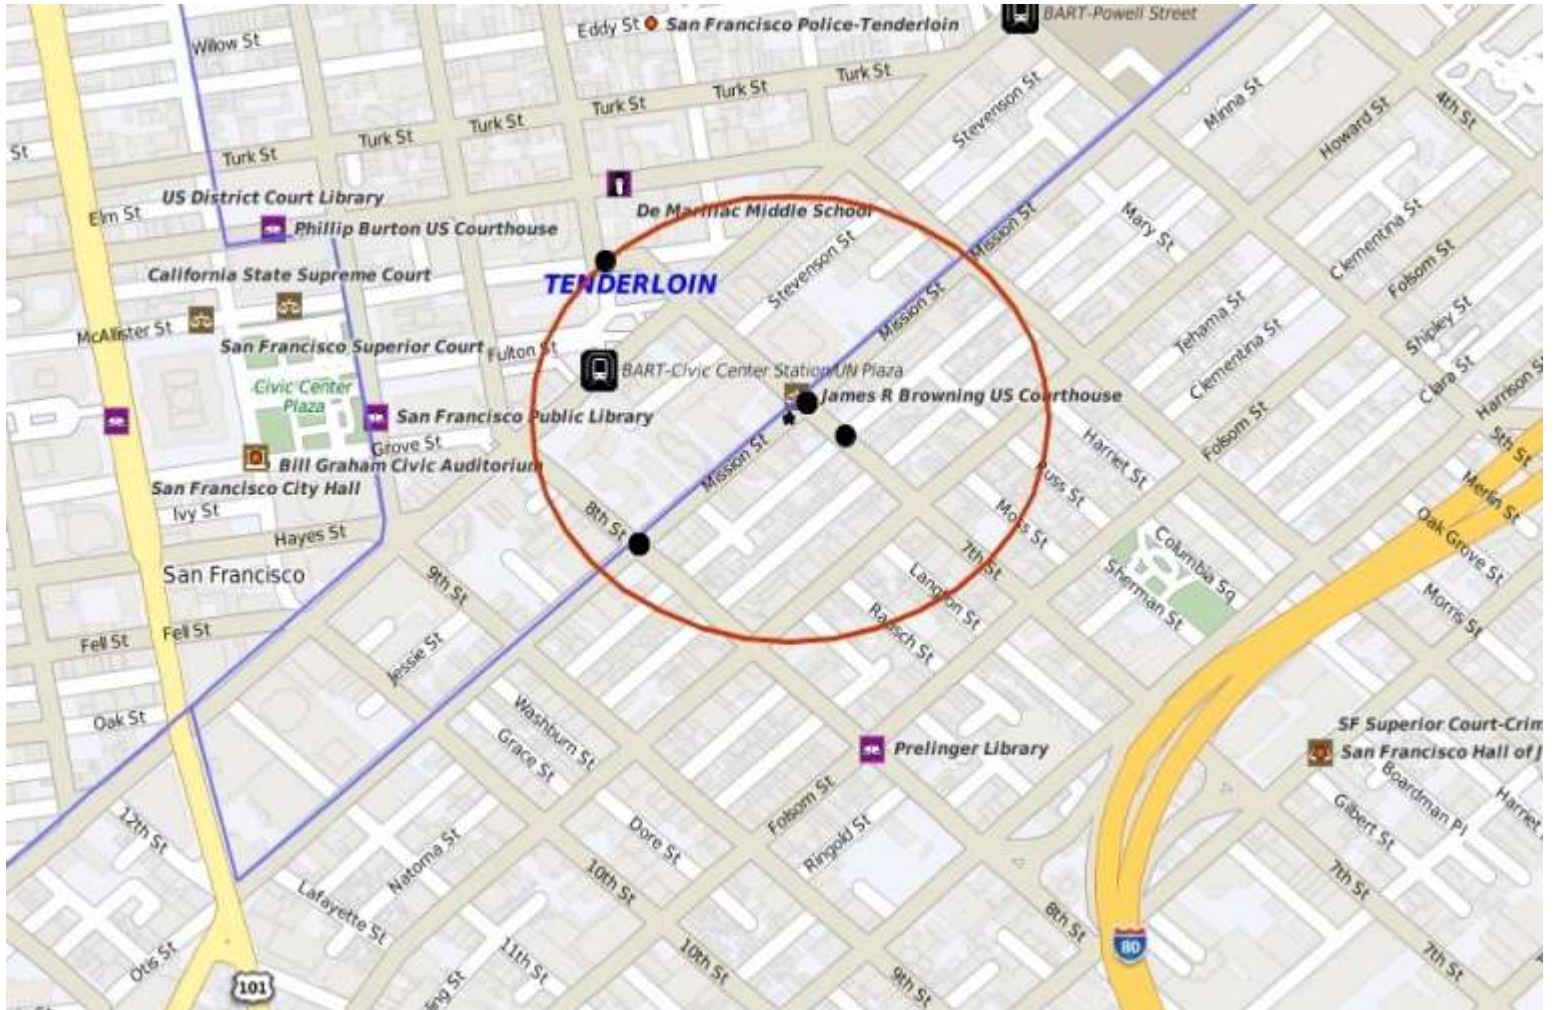 BART-Powell Street
Eddy St
San Francisco Police-Tenderloin
Willow St
Turk St
Turk St
Turk St
Turk St
Turk St
Turk St
St
Stevenson St
Minna St
Howard St
4th St
US District Court Library
Elm St
Phillip Burton US Courthouse
De Marillac Middle School
Mission St
Mary St
Clementina St
Folsom St
California State Supreme Court
TENDERLOIN
Stevenson St
Mission St
Tehama St
Shipley St
McAllister St
San Francisco Superior Court
Fulton St
BART-Civic Center Station/UN Plaza
Clementina St
Clara St
Harrison St
Civic Center
Plaza
James R Browning US Courthouse
San Francisco Public Library
Grove St
Mission St
Harriet St
Folsom St
5th St
Bill Graham Civic Auditorium
San Francisco City Hall
Russ St
Merlin St
Ivy St
8th St
Moss St
Oak Grove St
Hayes St
7th St
Columbia Sq
San Francisco
9th St
Langton St
Sherman St
Morris St
Fell St
Fell St
Jessie St
Rausch St
Oak St
Washburn St
Grace St
Prelinger Library
SF Superior Court-Crim
San Francisco Hall of J
Boardman Pl
Harriet
12th St
Natoma St
Dore St
Folsom St
Ringold St
Gilbert St
Lafayette St
10th St
7th St
8th St
Otis St
11th St
10th St
9th St
7th St
80
101
ng St